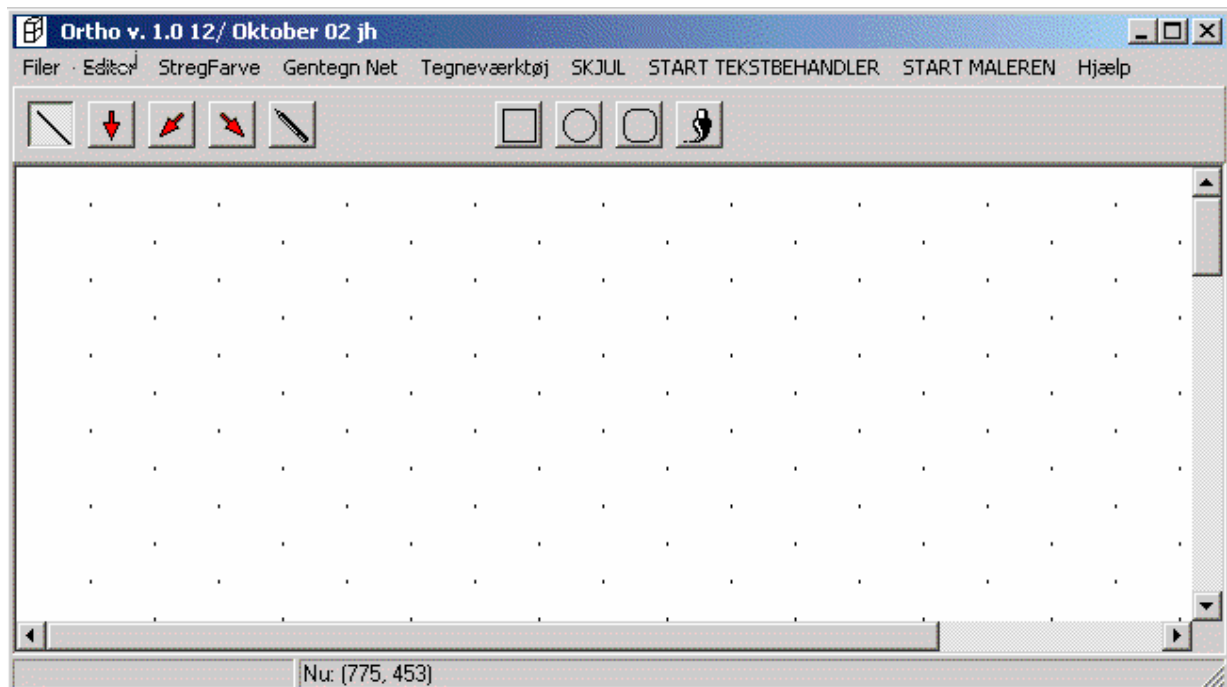 Ortho v. 1.0 12/ Oktober 02 jh
Filer Editor StregFarve Gentegn Net Tegneværktøj SKJUL START TEKSTBEHANDLER START MALEREN Hjælp
Nu: (775, 453)